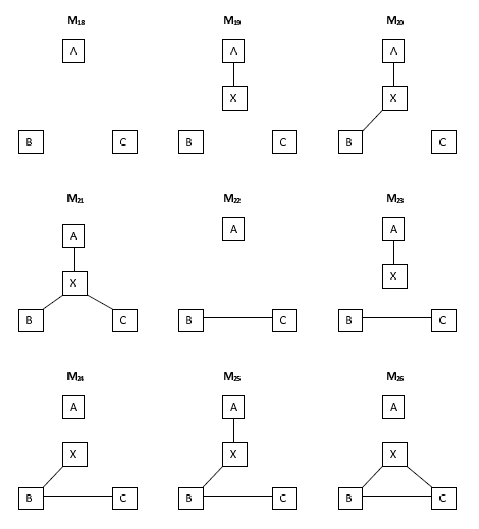 M₁₈ M₁₉ M₂₀
A A A
X X
B C B C B C
M₂₁ M₂₂ M₂₃
A A A
X X
B C B C B C
M₂₄ M₂₅ M₂₆
A A A
X X X
B C B C B C